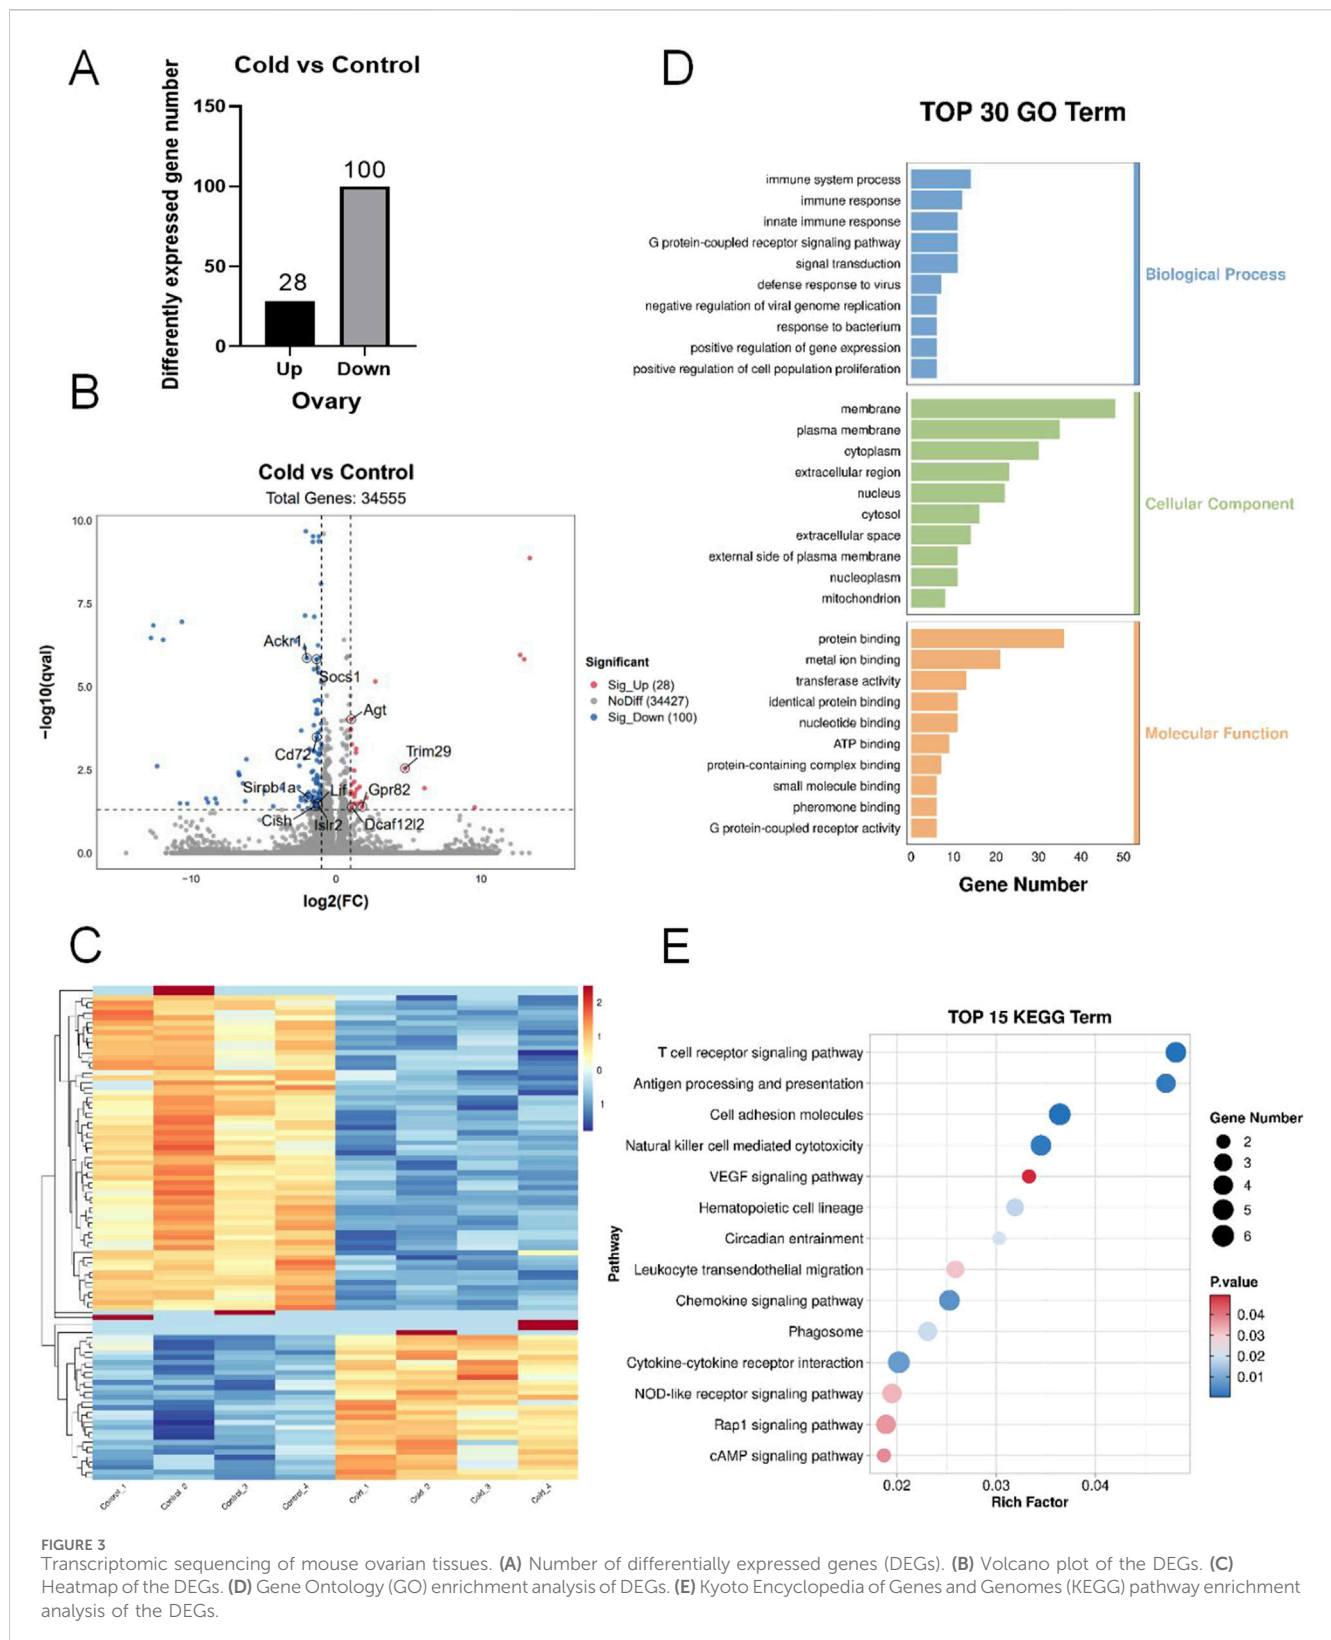 A
Cold vs Control
Differently expressed gene number
150
100
50
0
28
100
Up
Down
Ovary
B
Cold vs Control
Total Genes: 34555
−log10(qval)
10.0
7.5
5.0
2.5
0.0
Ackr1
Socs1
Agt
Cd72
Trim29
Sirpb1a
Lif
Gpr82
Cish
Islr2
Dcaf12l2
−10
0
10
log2(FC)
Significant
Sig_Up (28)
NoDiff (34427)
Sig_Down (100)
C
2
1
0
1
Control_1
Control_2
Control_3
Control_4
Cold_1
Cold_2
Cold_3
Cold_4
D
TOP 30 GO Term
immune system process
immune response
innate immune response
G protein-coupled receptor signaling pathway
signal transduction
defense response to virus
negative regulation of viral genome replication
response to bacterium
positive regulation of gene expression
positive regulation of cell population proliferation
Biological Process
membrane
plasma membrane
cytoplasm
extracellular region
nucleus
cytosol
extracellular space
external side of plasma membrane
nucleoplasm
mitochondrion
Cellular Component
protein binding
metal ion binding
transferase activity
identical protein binding
nucleotide binding
ATP binding
protein-containing complex binding
small molecule binding
pheromone binding
G protein-coupled receptor activity
Molecular Function
0
10
20
30
40
50
Gene Number
E
TOP 15 KEGG Term
Pathway
T cell receptor signaling pathway
Antigen processing and presentation
Cell adhesion molecules
Natural killer cell mediated cytotoxicity
VEGF signaling pathway
Hematopoietic cell lineage
Circadian entrainment
Leukocyte transendothelial migration
Chemokine signaling pathway
Phagosome
Cytokine-cytokine receptor interaction
NOD-like receptor signaling pathway
Rap1 signaling pathway
cAMP signaling pathway
0.02
0.03
0.04
Rich Factor
Gene Number
2
3
4
5
6
P.value
0.04
0.03
0.02
0.01
FIGURE 3
Transcriptomic sequencing of mouse ovarian tissues. (A) Number of differentially expressed genes (DEGs). (B) Volcano plot of the DEGs. (C)
Heatmap of the DEGs. (D) Gene Ontology (GO) enrichment analysis of DEGs. (E) Kyoto Encyclopedia of Genes and Genomes (KEGG) pathway enrichment
analysis of the DEGs.